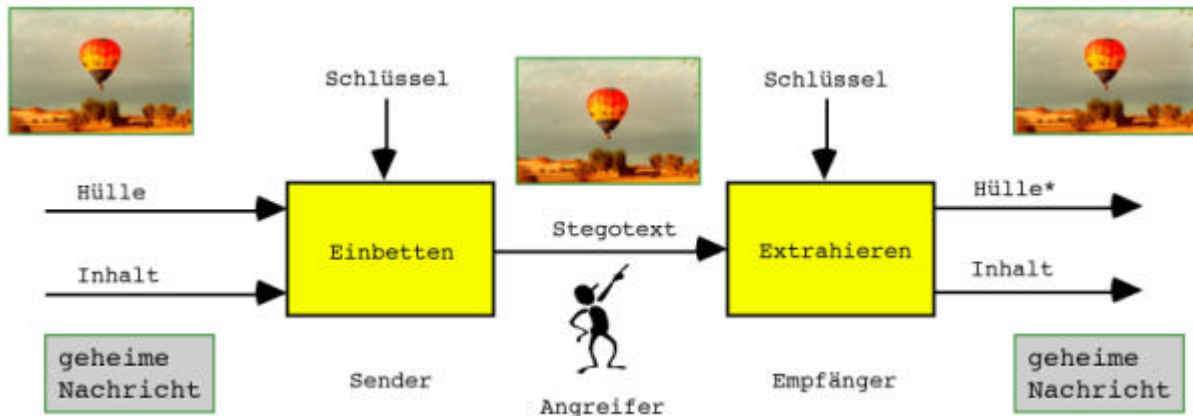 Schlüssel
Schlüssel
Hülle
Hülle*
Stegotext
Einbetten
Extrahieren
Inhalt
Inhalt
geheime
Nachricht
Sender
Angreifer
Empfänger
geheime
Nachricht